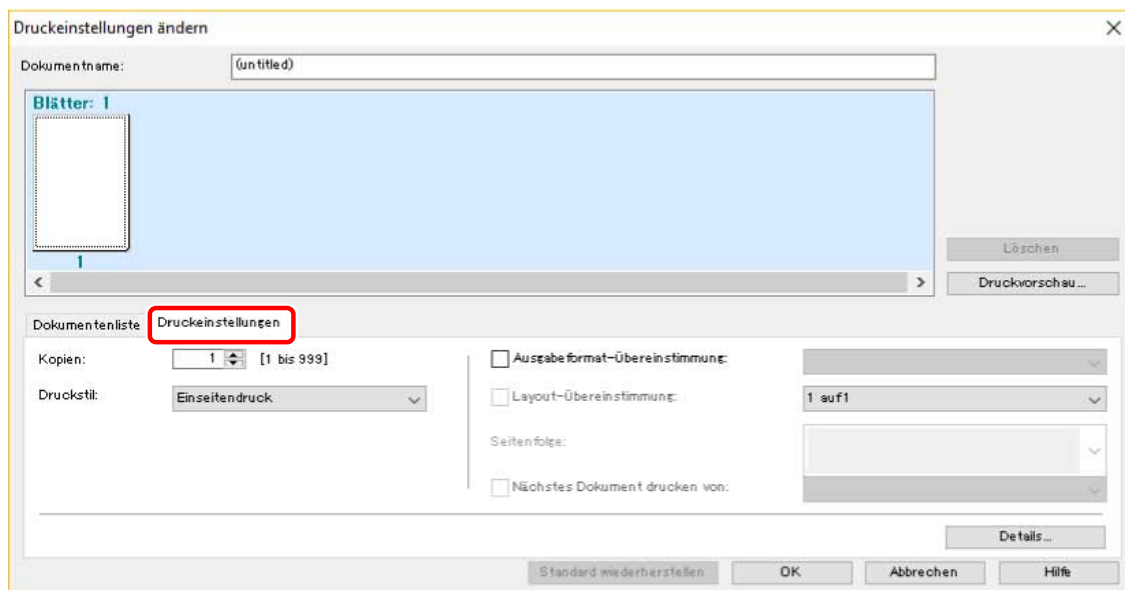 Druckeinstellungen ändern
Dokumentname: (untitled)
Blätter: 1
1
Löschen
Druckvorschau...
Dokumentenliste Druckeinstellungen
Kopien: 1 [1 bis 999]
Ausgabeformat-Übereinstimmung:
Druckstil: Einseitendruck
Layout-Übereinstimmung: 1 auf1
Seitenfolge:
Nächstes Dokument drucken von:
Details...
Standard wiederherstellen OK Abbrechen Hilfe